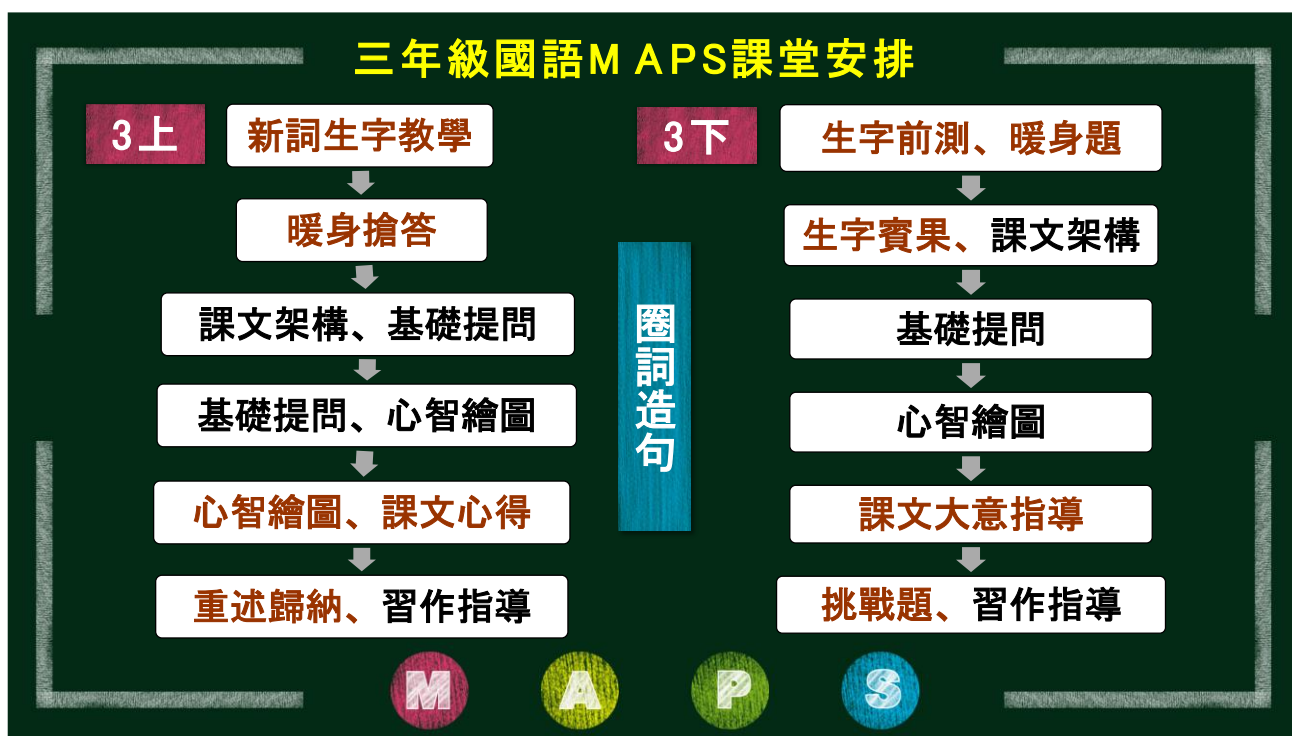 三年級國語MAPS課堂安排
3上
新詞生字教學
暖身搶答
課文架構、基礎提問
基礎提問、心智繪圖
心智繪圖、課文心得
重述歸納、習作指導
圈詞造句
3下
生字前測、暖身題
生字賓果、課文架構
基礎提問
心智繪圖
課文大意指導
挑戰題、習作指導
M A P S